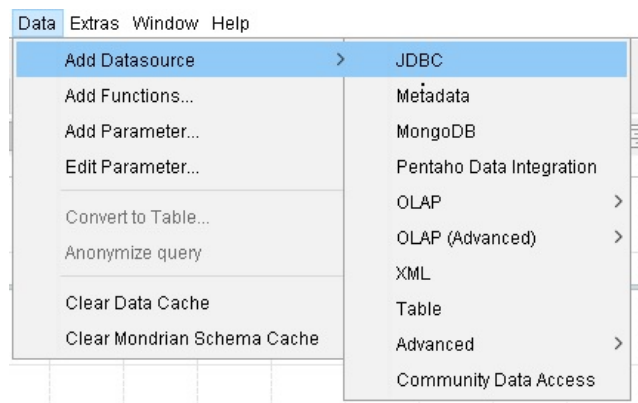 Data Extras Window Help
Add Datasource
Add Functions...
Add Parameter...
Edit Parameter...
Convert to Table...
Anonymize query
Clear Data Cache
Clear Mondrian Schema Cache
JDBC
Metadata
MongoDB
Pentaho Data Integration
OLAP
OLAP (Advanced)
XML
Table
Advanced
Community Data Access